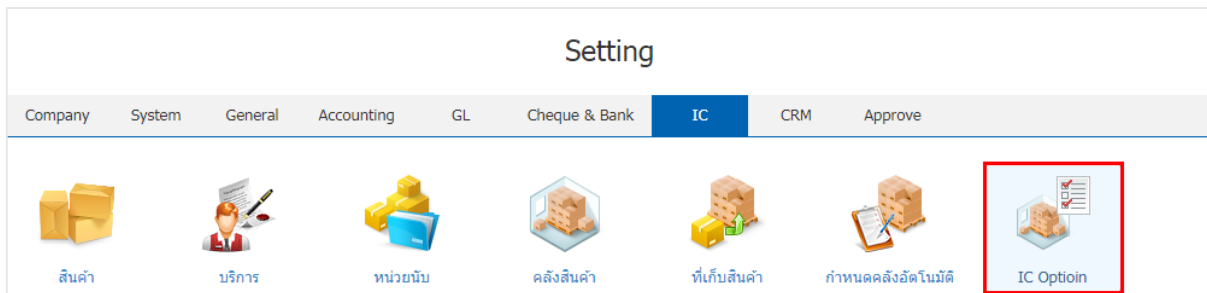 Setting
Company System General Accounting GL Cheque & Bank IC CRM Approve
สินค้า บริการ หน่วยนับ คลังสินค้า ที่เก็บสินค้า กำหนดคลังอัตโนมัติ IC Optioin